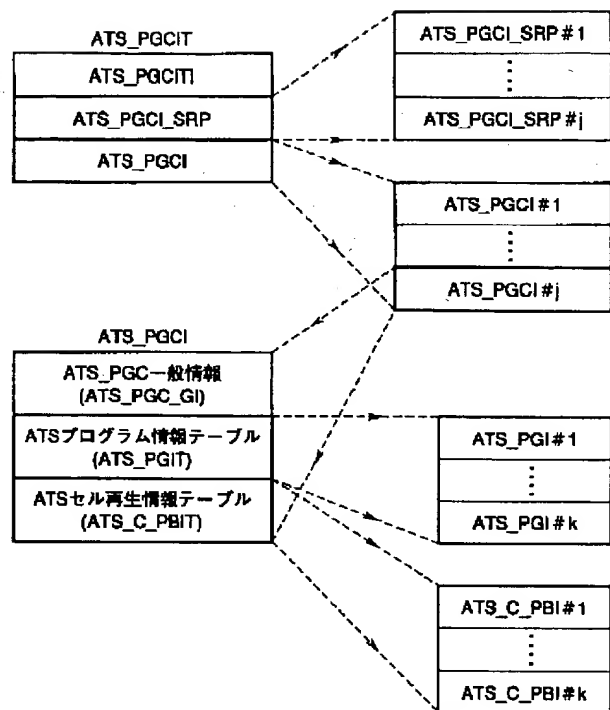 ATS_PGCIT
ATS_PGCITI
ATS_PGCI_SRP
ATS_PGCI
ATS_PGCI_SRP#1
ATS_PGCI_SRP#j
ATS_PGCI#1
ATS_PGCI#j
ATS_PGCI
ATS_PGC一般情報
(ATS_PGC_GI)
ATSプログラム情報テーブル
(ATS_PGIT)
ATSセル再生情報テーブル
(ATS_C_PBIT)
ATS_PGI#1
ATS_PGI#k
ATS_C_PBI#1
ATS_C_PBI#k